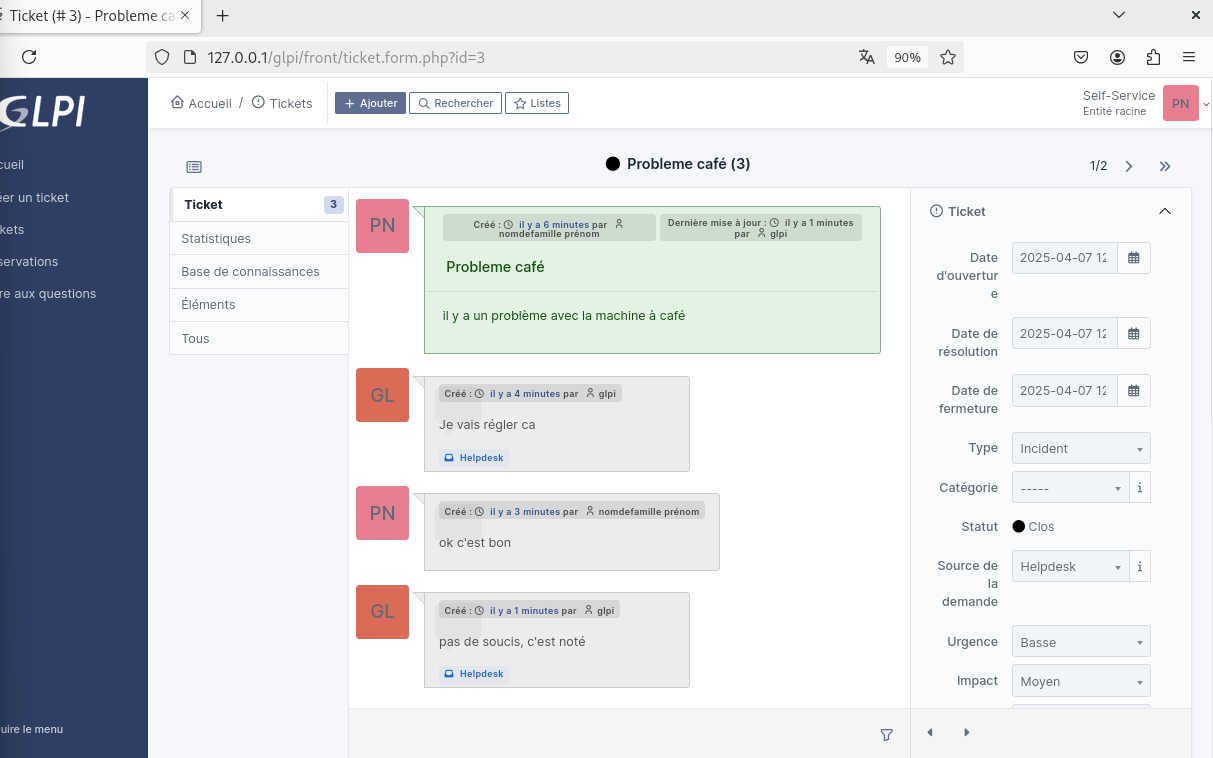 Ticket (# 3) - Probleme ca
127.0.0.1/glpi/front/ticket.form.php?id=3
90%
GLPI
cueil
éer un ticket
kets
servations
re aux questions
uire le menu
Accueil / Tickets
Ajouter
Rechercher
Listes
Self-Service
Entité racine
PN
Probleme café (3)
1/2
Ticket 3
Statistiques
Base de connaissances
Éléments
Tous
PN
Créé : il y a 6 minutes par
nomdefamille prénom
Dernière mise à jour : il y a 1 minutes
par glpi
Probleme café
il y a un problème avec la machine à café
GL
Créé : il y a 4 minutes par glpi
Je vais régler ca
Helpdesk
PN
Créé : il y a 3 minutes par nomdefamille prénom
ok c'est bon
GL
Créé : il y a 1 minutes par glpi
pas de soucis, c'est noté
Helpdesk
Ticket
Date
d'ouvertur
e
2025-04-07 12
Date de
résolution
2025-04-07 12
Date de
fermeture
2025-04-07 12
Type
Incident
Catégorie
-----
i
Statut
Clos
Source de
la
demande
Helpdesk
i
Urgence
Basse
Impact
Moyen